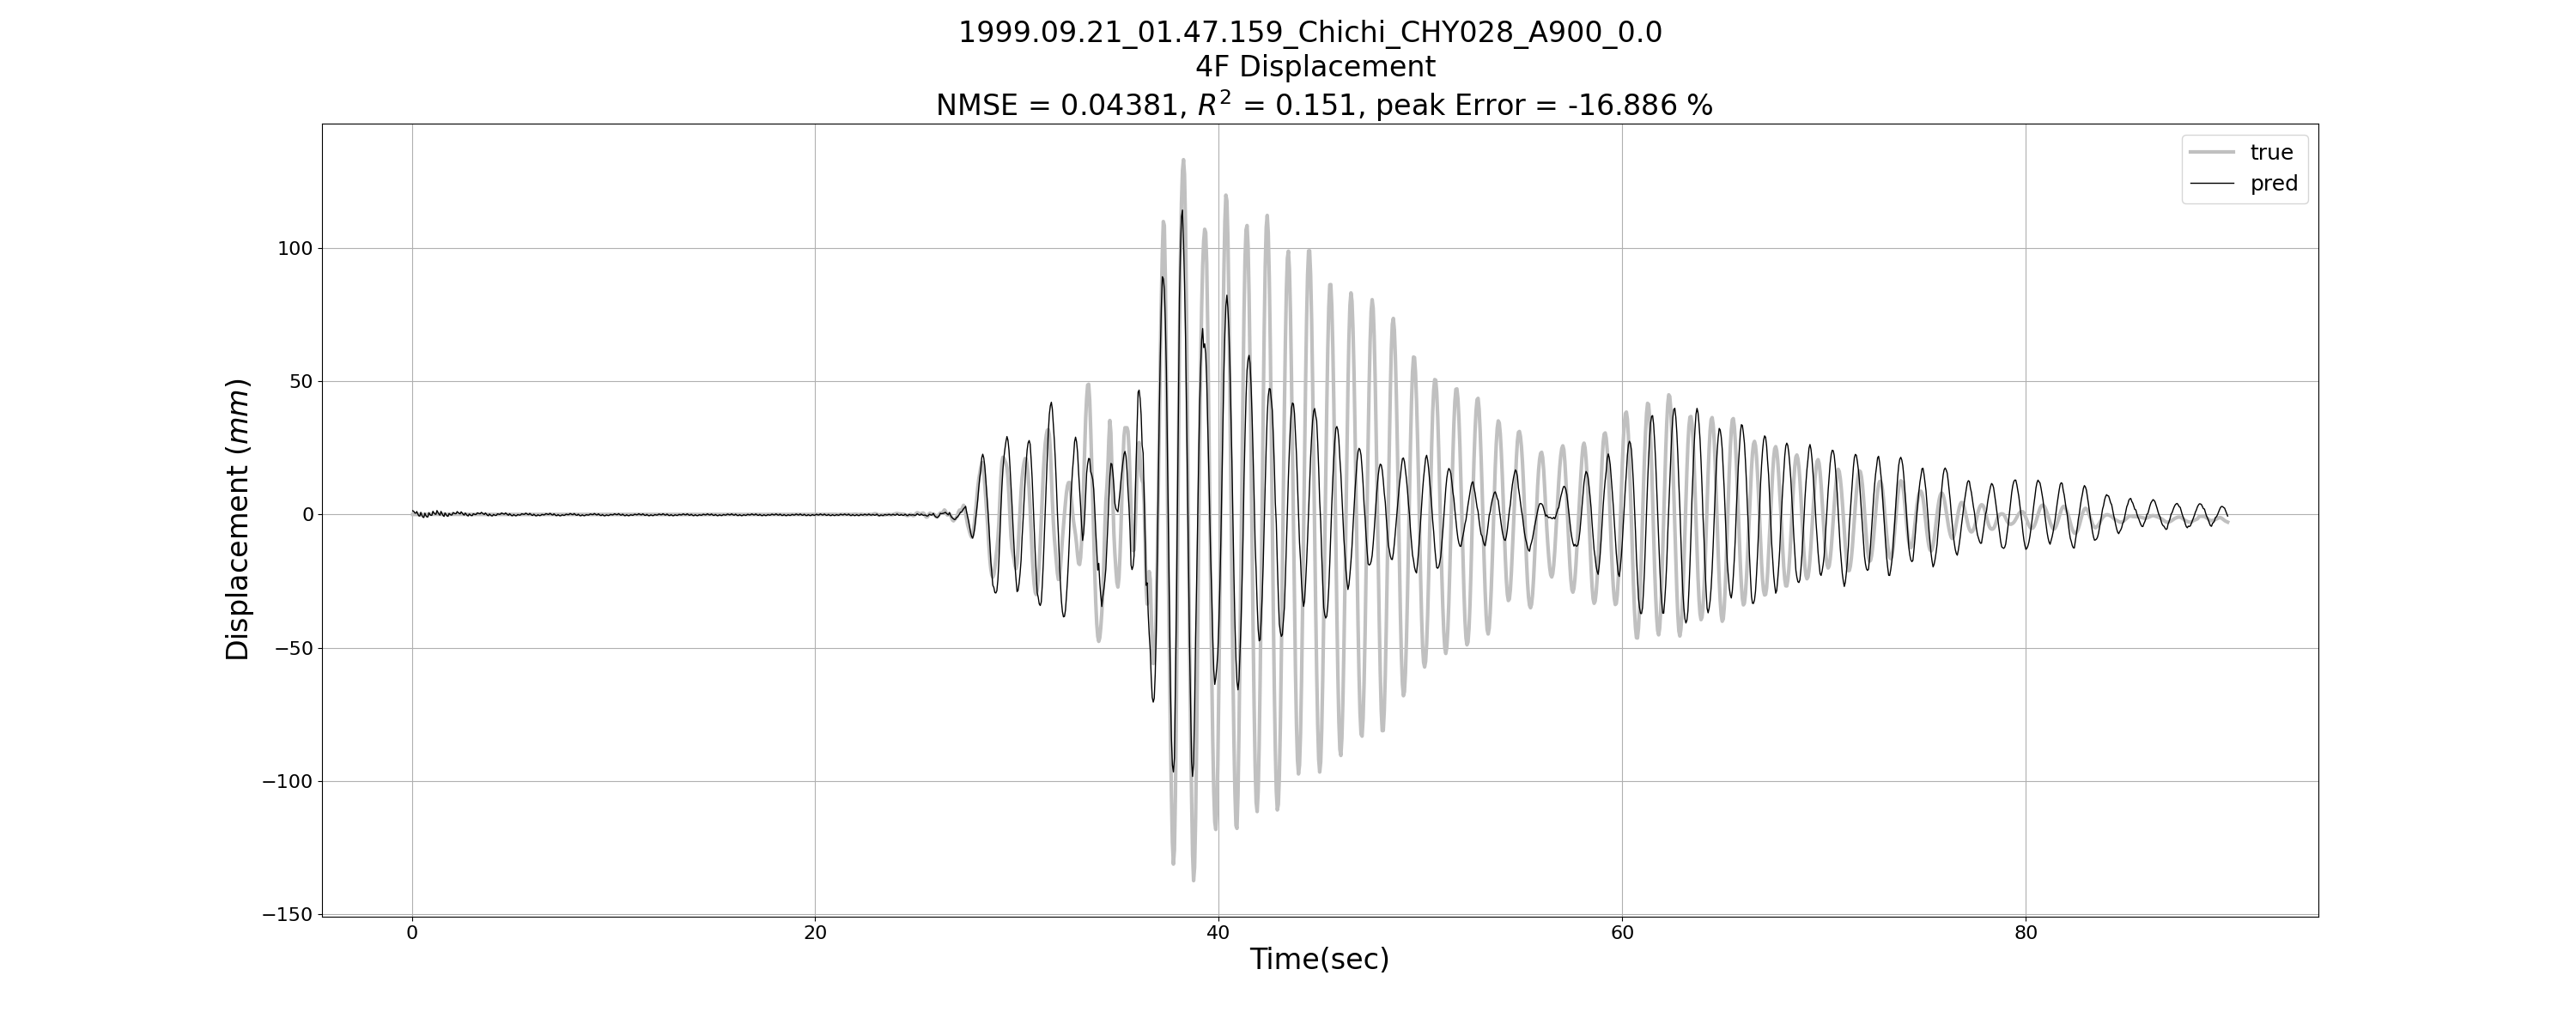 1999.09.21_01.47.159_Chichi_CHY028_A900_0.0
4F Displacement
NMSE = 0.04381, R² = 0.151, peak Error = -16.886 %
true
pred
Displacement (mm)
100
50
0
−50
−100
−150
0
20
40
60
80
Time(sec)